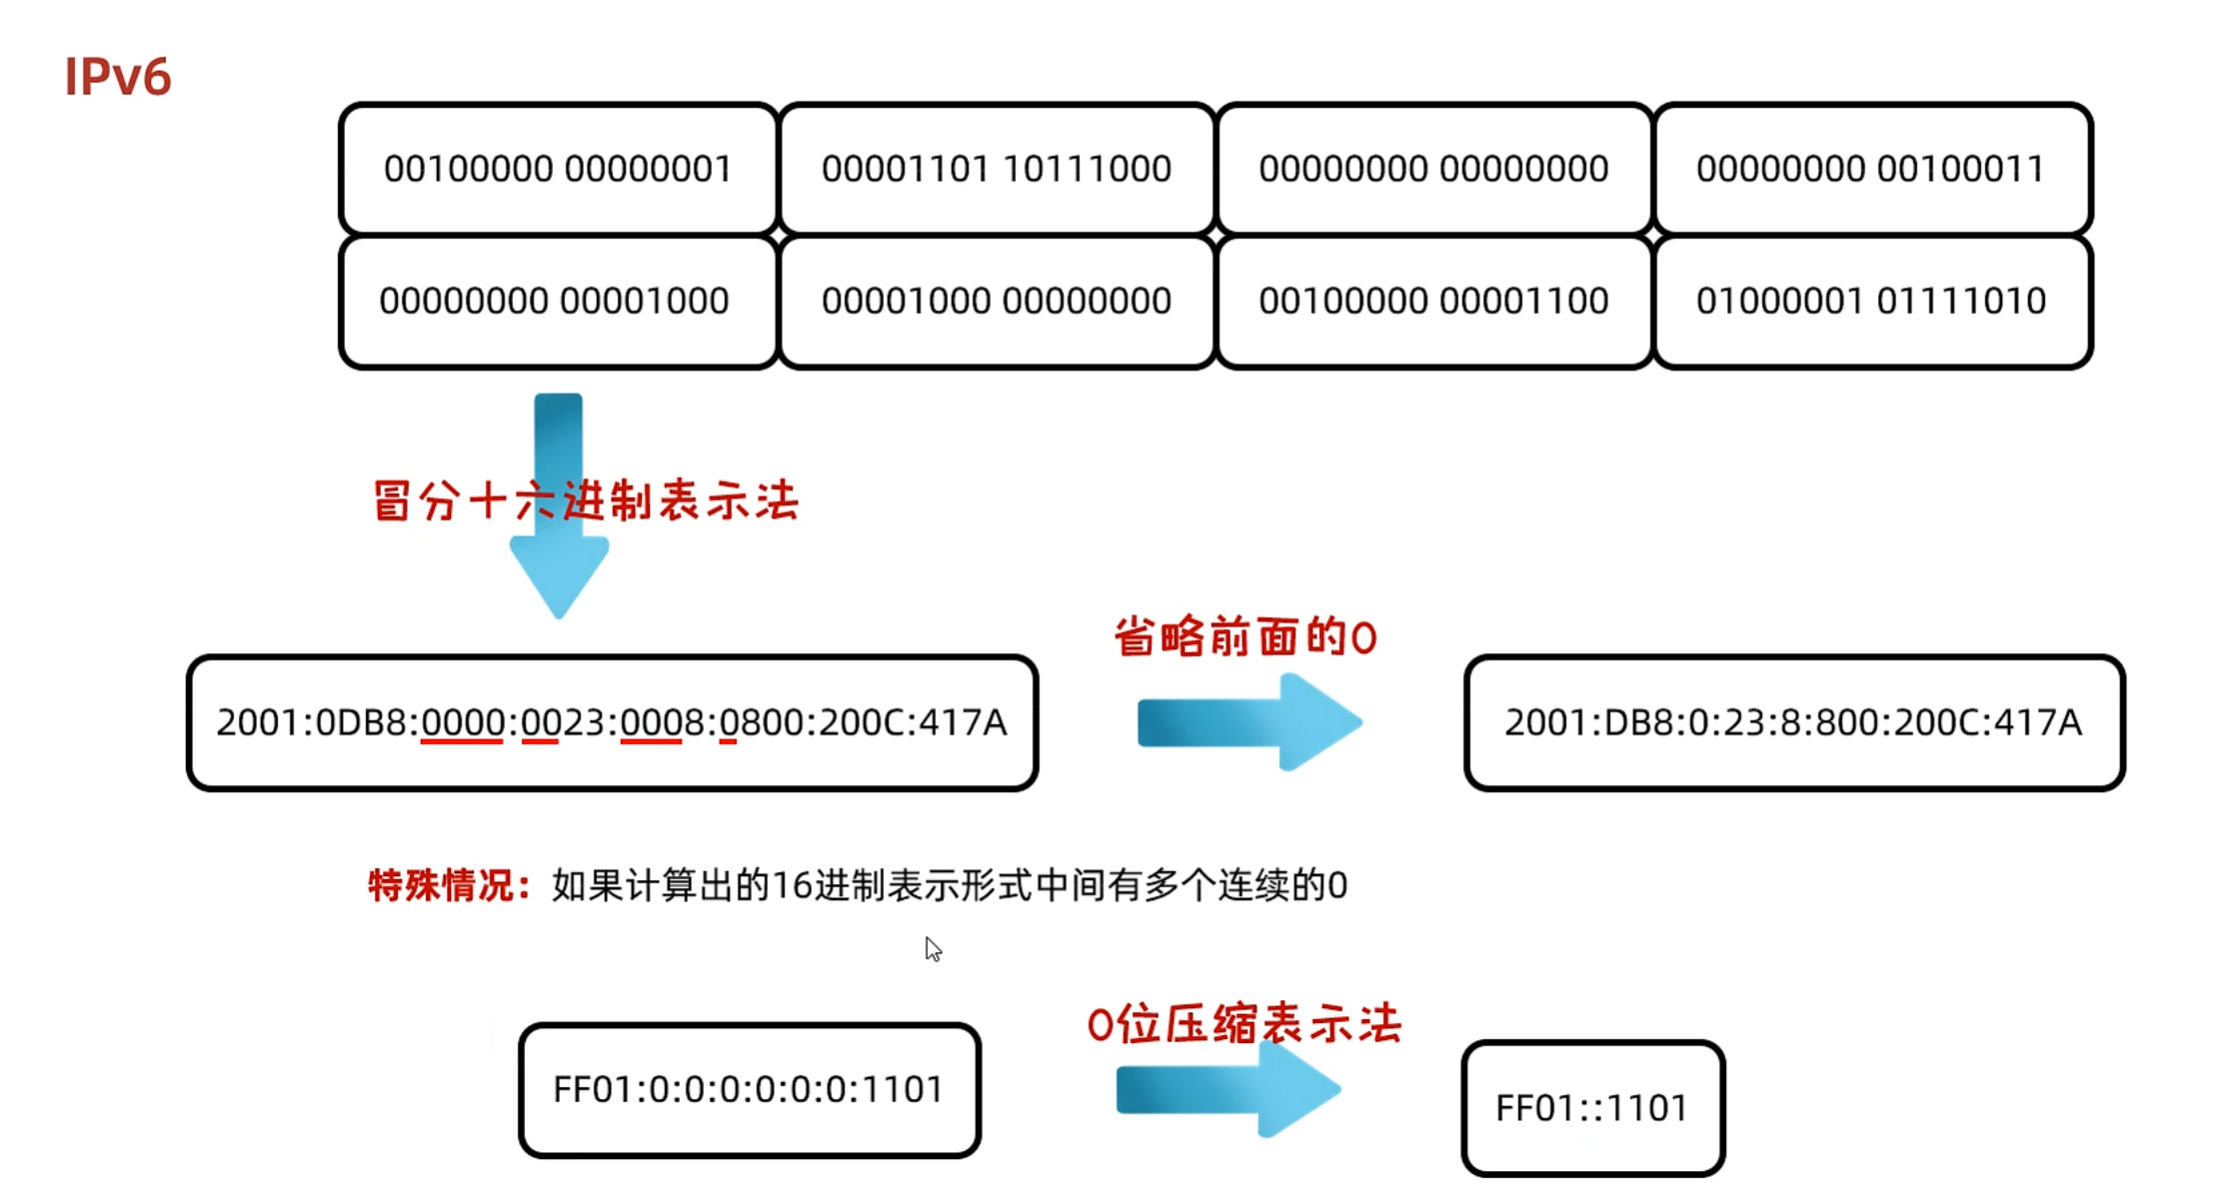 IPv6
00100000 00000001
00001101 10111000
00000000 00000000
00000000 00100011
00000000 00001000
00001000 00000000
00100000 00001100
01000001 01111010
冒分十六进制表示法
省略前面的0
2001:0DB8:0000:0023:0008:0800:200C:417A
2001:DB8:0:23:8:800:200C:417A
特殊情况：如果计算出的16进制表示形式中间有多个连续的0
0位压缩表示法
FF01:0:0:0:0:0:0:1101
FF01::1101